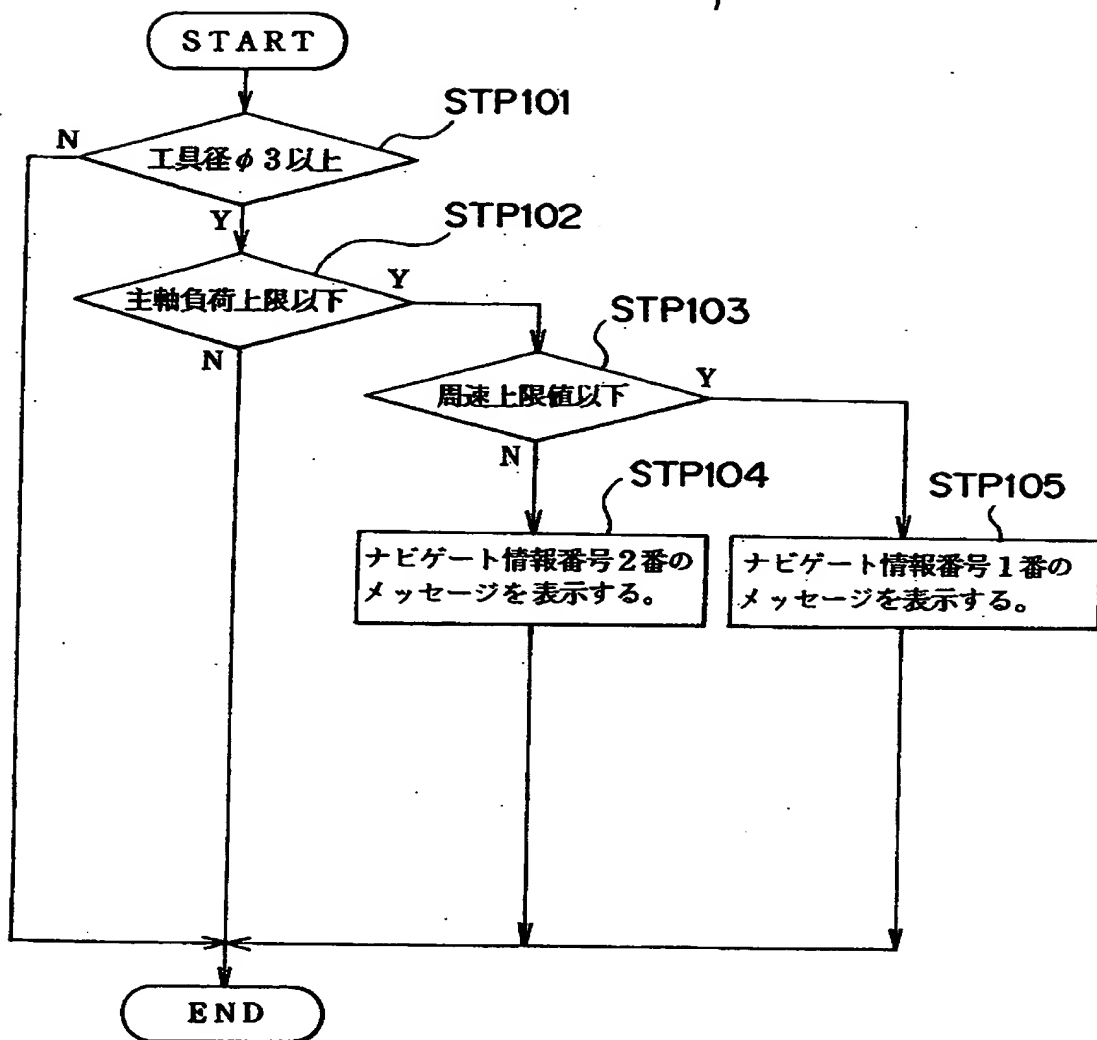 START
STP101
N
工具径φ3以上
Y
STP102
主軸負荷上限以下
Y
N
STP103
周速上限値以下
Y
N
STP104
STP105
ナビゲート情報番号2番の
メッセージを表示する。
ナビゲート情報番号1番の
メッセージを表示する。
END